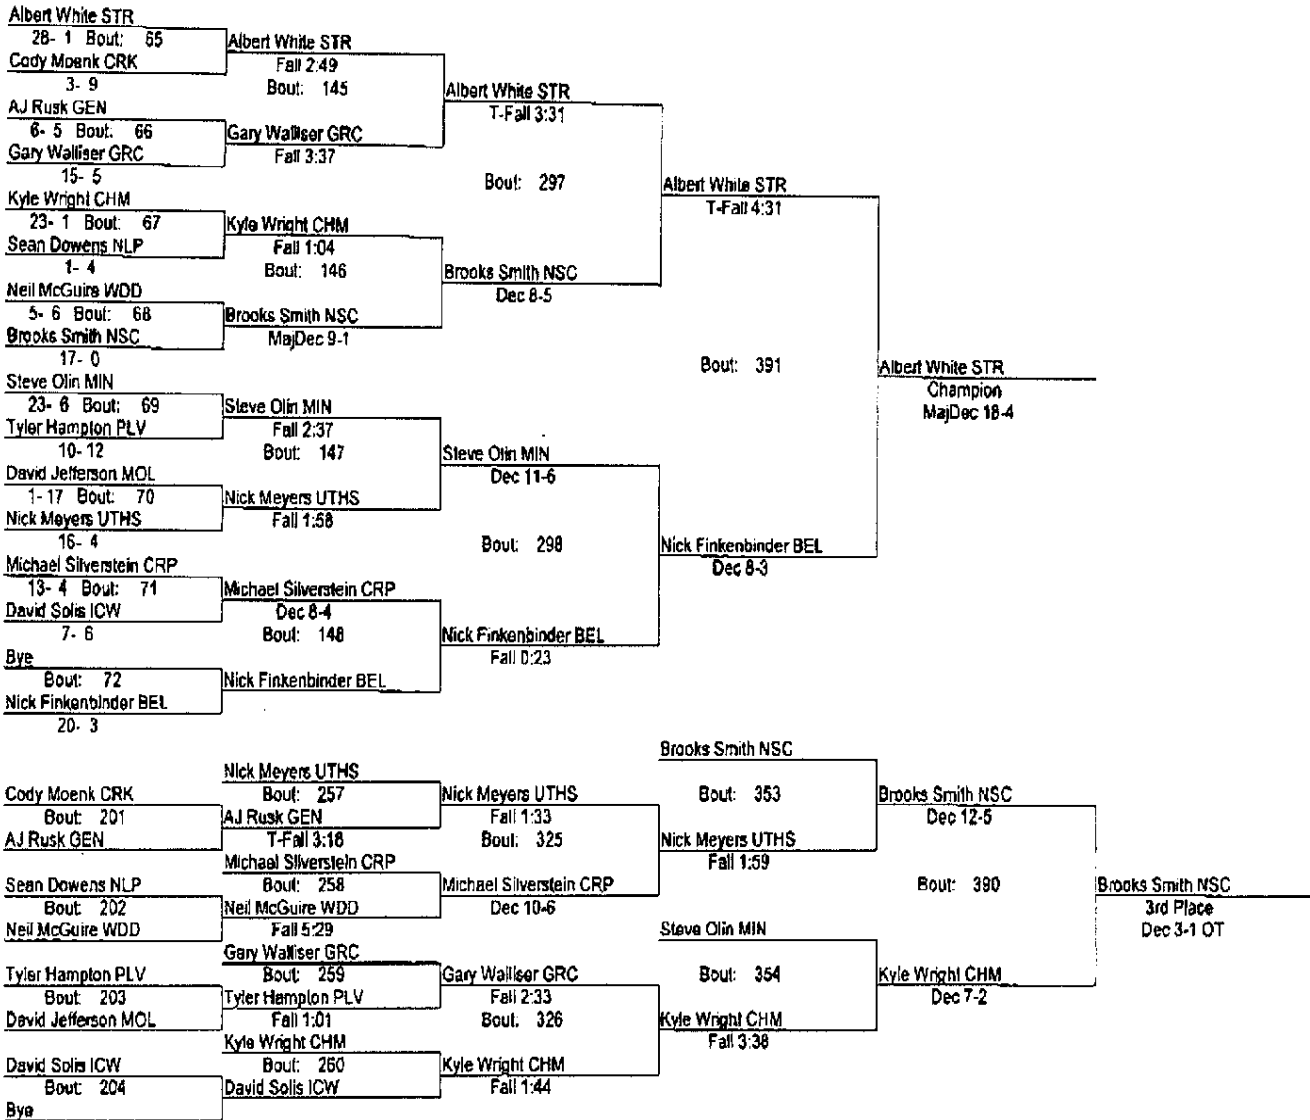 Albert White STR
28- 1 Bout: 65
Cody Moenk CRK
3- 9
AJ Rusk GEN
6- 5 Bout: 66
Gary Walliser GRC
15- 5
Kyle Wright CHM
23- 1 Bout: 67
Sean Dowens NLP
1- 4
Neil McGuire WDD
5- 6 Bout: 68
Brooks Smith NSC
17- 0
Steve Olin MIN
23- 6 Bout: 69
Tyler Hampton PLV
10- 12
David Jefferson MOL
1- 17 Bout: 70
Nick Meyers UTHS
16- 4
Michael Silverstein CRP
13- 4 Bout: 71
David Solis ICW
7- 6
Bye
Bout: 72
Nick Finkenbinder BEL
20- 3
Albert White STR
Fall 2:49
Bout: 145
Gary Walliser GRC
Fall 3:37
Kyle Wright CHM
Fall 1:04
Bout: 146
Brooks Smith NSC
MajDec 9-1
Steve Olin MIN
Fall 2:37
Bout: 147
Nick Meyers UTHS
Fall 1:58
Michael Silverstein CRP
Dec 8-4
Bout: 148
Nick Finkenbinder BEL
Albert White STR
T-Fall 3:31
Bout: 297
Brooks Smith NSC
Dec 8-5
Steve Olin MIN
Dec 11-6
Bout: 298
Nick Finkenbinder BEL
Fall 0:23
Albert White STR
T-Fall 4:31
Bout: 391
Nick Finkenbinder BEL
Dec 8-3
Albert White STR
Champion
MajDec 18-4
Cody Moenk CRK
Bout: 201
AJ Rusk GEN
Sean Dowens NLP
Bout: 202
Neil McGuire WDD
Tyler Hampton PLV
Bout: 203
David Jefferson MOL
David Solis ICW
Bout: 204
Bye
Nick Meyers UTHS
Bout: 257
AJ Rusk GEN
T-Fall 3:18
Michael Silverstein CRP
Bout: 258
Neil McGuire WDD
Fall 5:29
Gary Walliser GRC
Bout: 259
Tyler Hampton PLV
Fall 1:01
Kyle Wright CHM
Bout: 260
David Solis ICW
Nick Meyers UTHS
Fall 1:33
Bout: 325
Michael Silverstein CRP
Dec 10-6
Gary Walliser GRC
Fall 2:33
Bout: 326
Kyle Wright CHM
Fall 1:44
Brooks Smith NSC
Bout: 353
Nick Meyers UTHS
Fall 1:59
Steve Olin MIN
Bout: 354
Kyle Wright CHM
Fall 3:38
Brooks Smith NSC
Dec 12-5
Bout: 390
Kyle Wright CHM
Dec 7-2
Brooks Smith NSC
3rd Place
Dec 3-1 OT